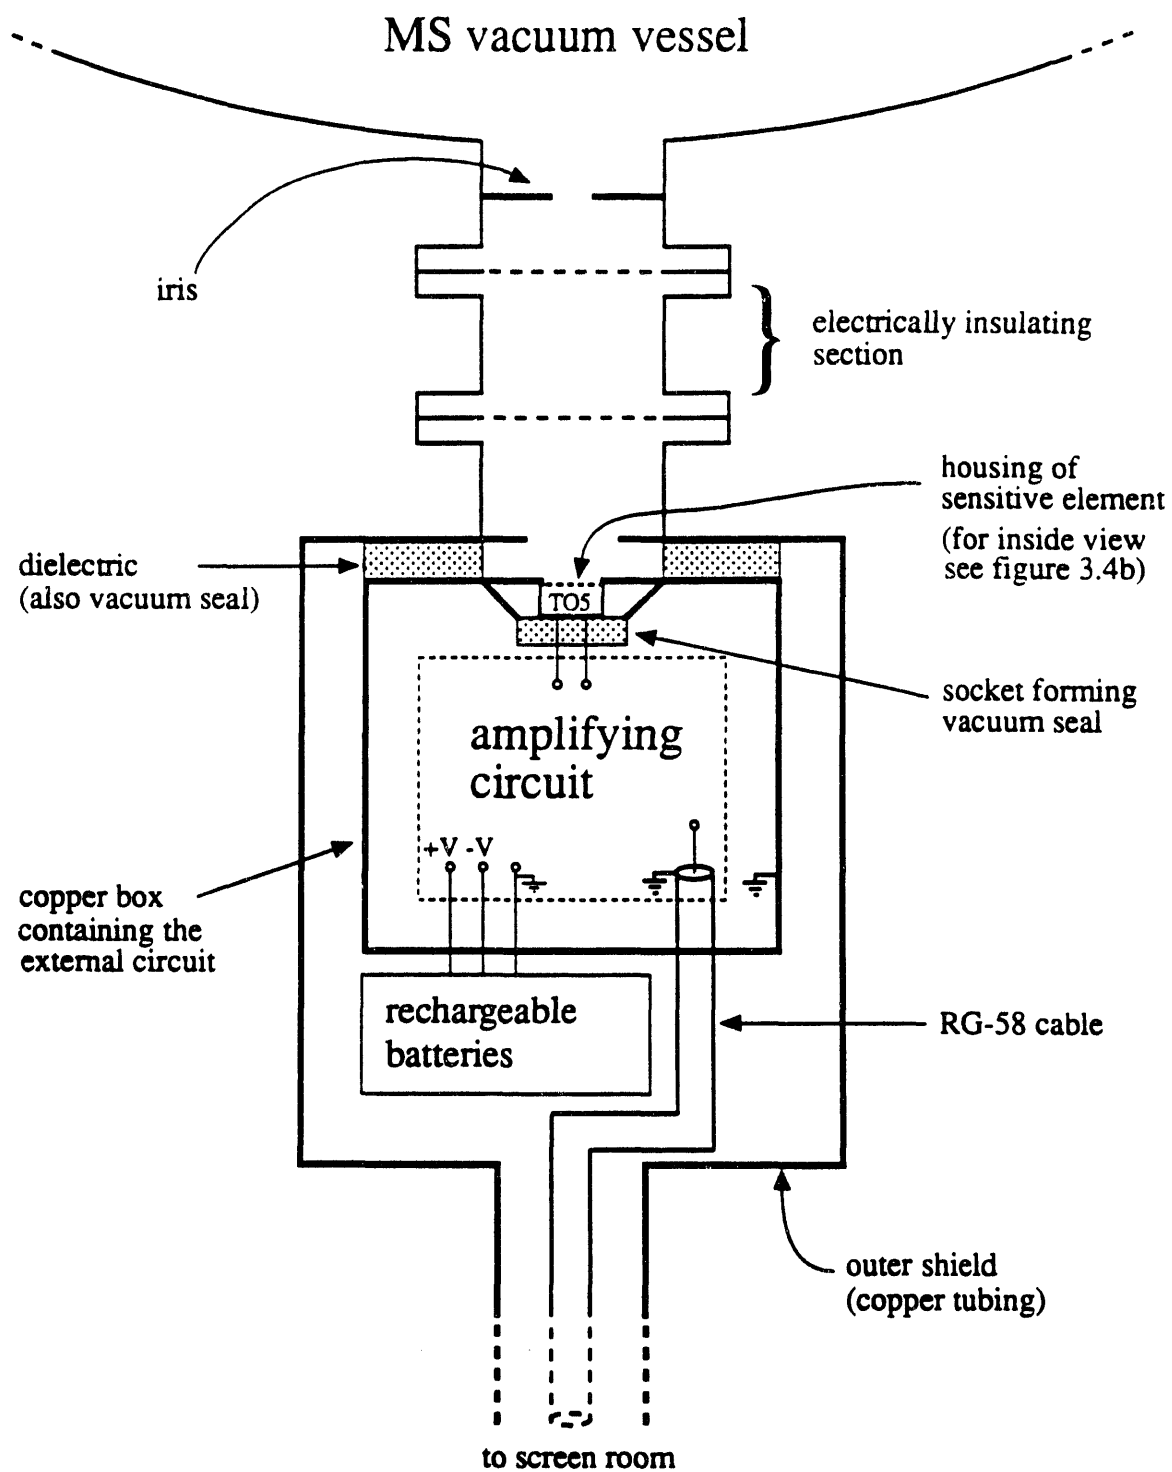 MS vacuum vessel
iris
electrically insulating
section
housing of
sensitive element
(for inside view
see figure 3.4b)
dielectric
(also vacuum seal)
TO5
socket forming
vacuum seal
amplifying
circuit
+V -V
copper box
containing the
external circuit
rechargeable
batteries
RG-58 cable
outer shield
(copper tubing)
to screen room